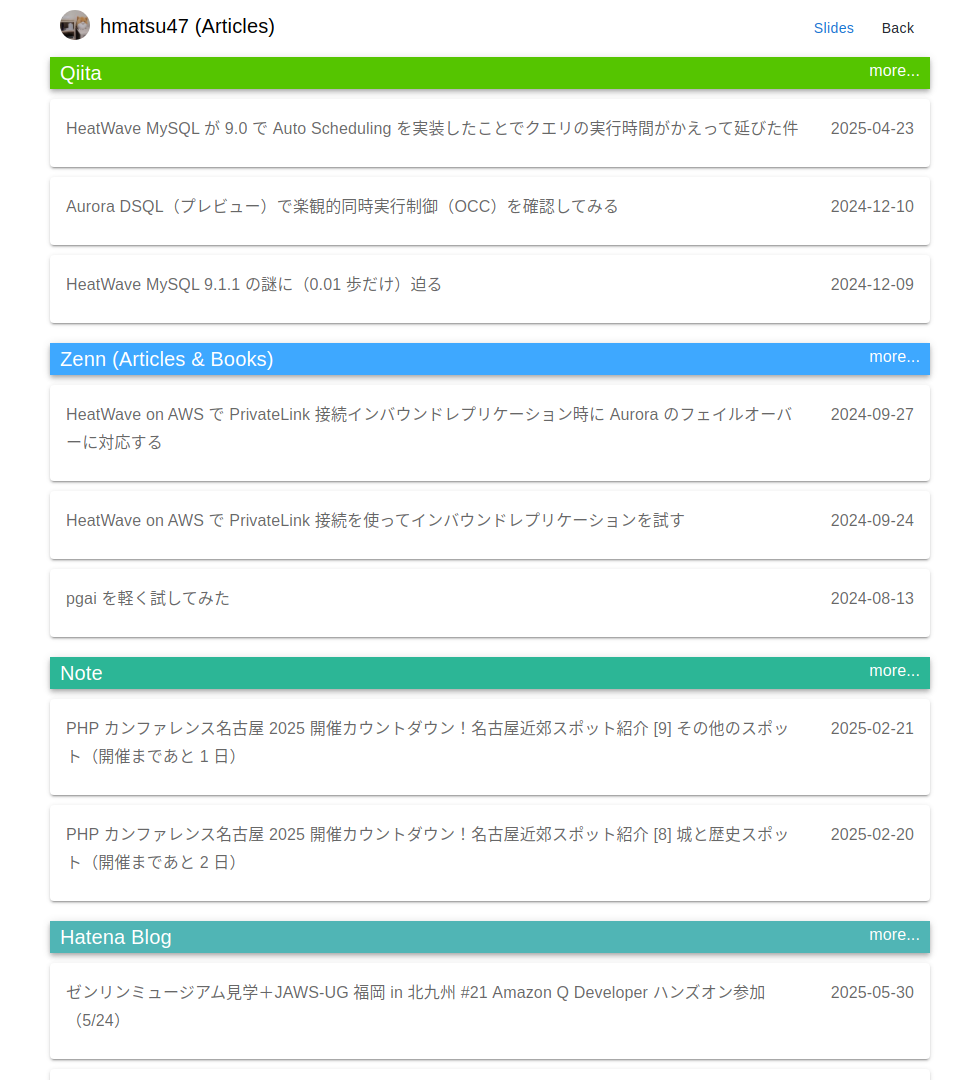 hmatsu47 (Articles)
Slides
Back
Qiita
more...
HeatWave MySQL が 9.0 で Auto Scheduling を実装したことでクエリの実行時間がかえって延びた件
2025-04-23
Aurora DSQL（プレビュー）で楽観的同時実行制御（OCC）を確認してみる
2024-12-10
HeatWave MySQL 9.1.1 の謎に（0.01 歩だけ）迫る
2024-12-09
Zenn (Articles & Books)
more...
HeatWave on AWS で PrivateLink 接続インバウンドレプリケーション時に Aurora のフェイルオーバ
ーに対応する
2024-09-27
HeatWave on AWS で PrivateLink 接続を使ってインバウンドレプリケーションを試す
2024-09-24
pgai を軽く試してみた
2024-08-13
Note
more...
PHP カンファレンス名古屋 2025 開催カウントダウン！名古屋近郊スポット紹介 [9] その他のスポッ
ト（開催まであと 1 日）
2025-02-21
PHP カンファレンス名古屋 2025 開催カウントダウン！名古屋近郊スポット紹介 [8] 城と歴史スポッ
ト（開催まであと 2 日）
2025-02-20
Hatena Blog
more...
ゼンリンミュージアム見学＋JAWS-UG 福岡 in 北九州 #21 Amazon Q Developer ハンズオン参加
（5/24）
2025-05-30